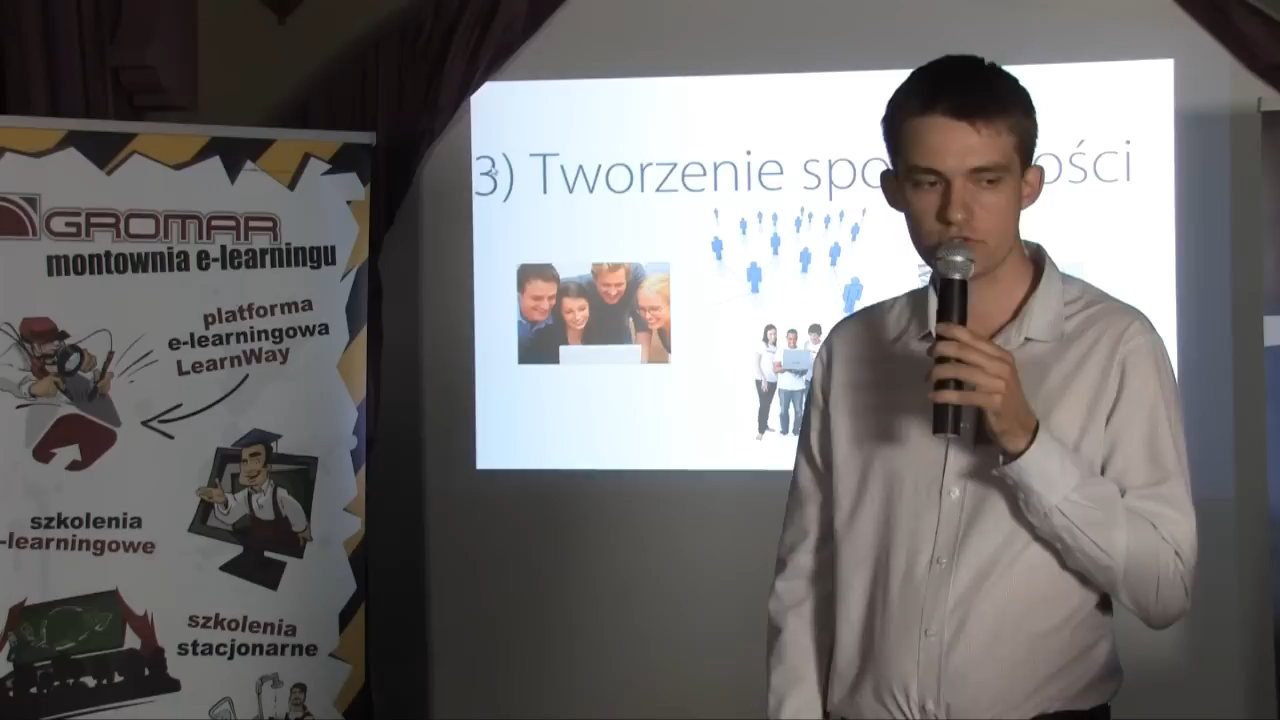 GROMAR
montownia e-learningu
platforma
e-learningowa
LearnWay
szkolenia
-learningowe
szkolenia
stacjonarne
3) Tworzenie spo ości